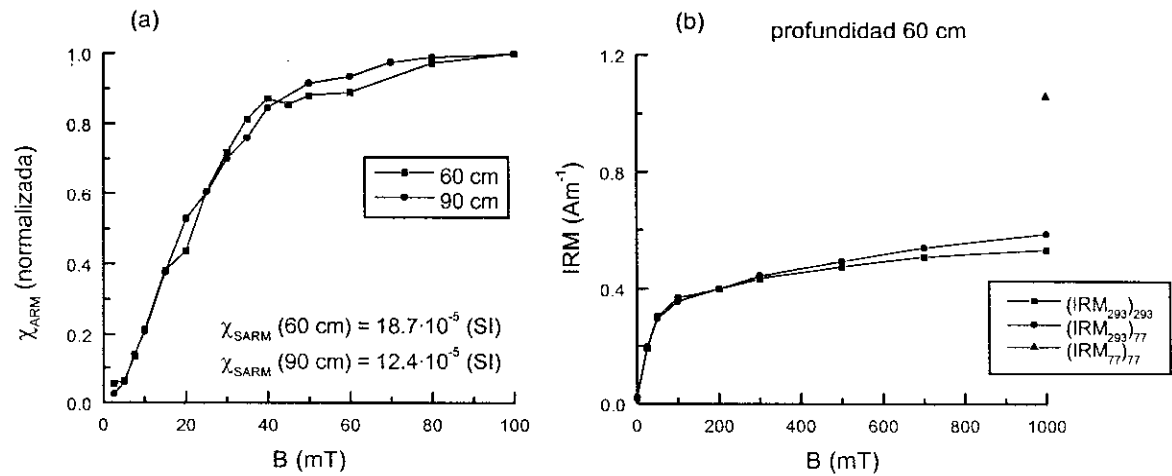 (a)
1.0
0.8
0.6
0.4
0.2
0.0
χARM (normalizada)
60 cm
90 cm
χSARM (60 cm) = 18.7·10⁻⁵ (SI)
χSARM (90 cm) = 12.4·10⁻⁵ (SI)
0 20 40 60 80 100
B (mT)
(b) profundidad 60 cm
1.2
0.8
0.4
0.0
IRM (Am⁻¹)
(IRM₂₉₃)₂₉₃
(IRM₂₉₃)₇₇
(IRM₇₇)₇₇
0 200 400 600 800 1000
B (mT)